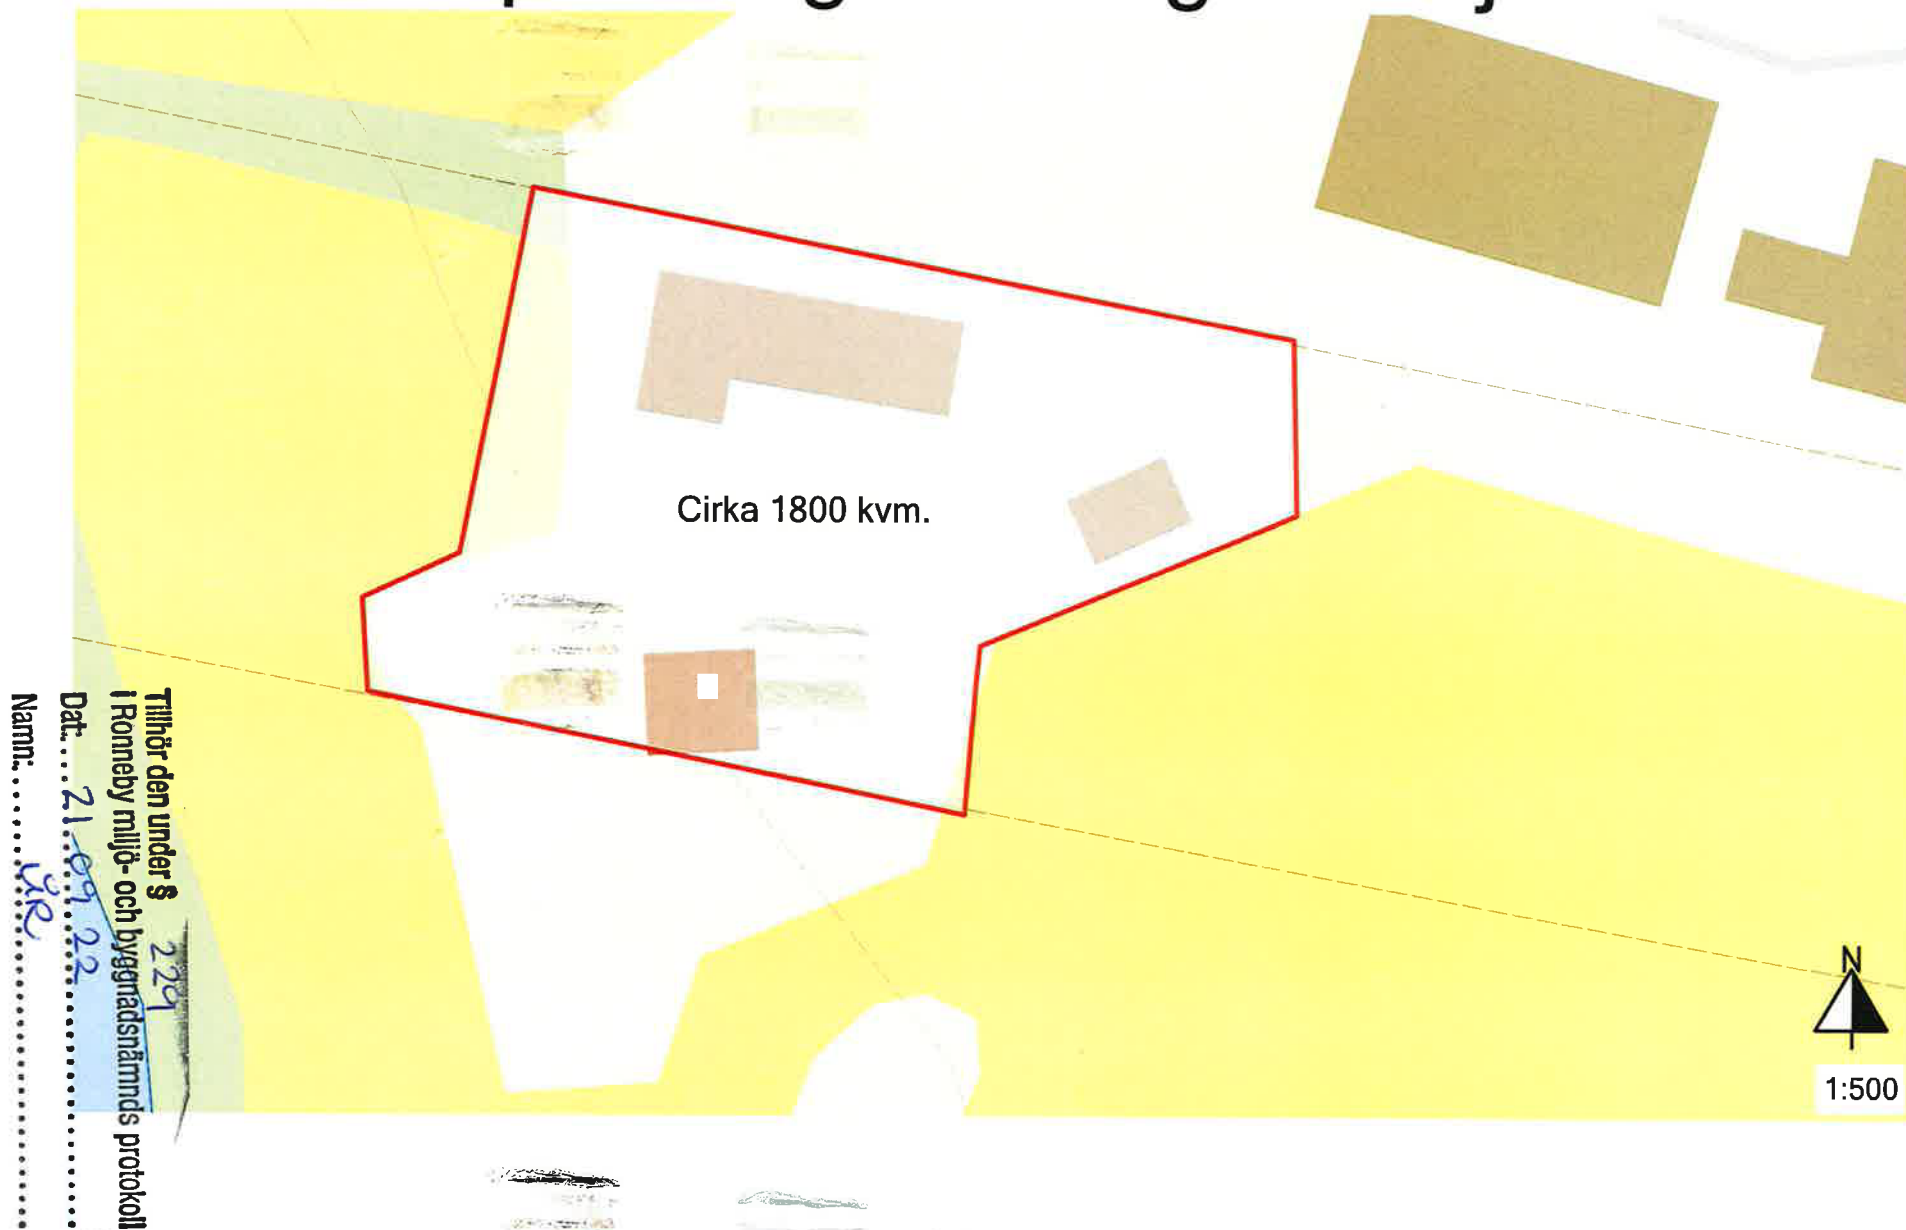 Cirka 1800 kvm.
N
1:500
Tillhör den under § 229
i Ronneby miljö- och byggnadsnämnds protokoll
Dat: 21 09 22
Namn: